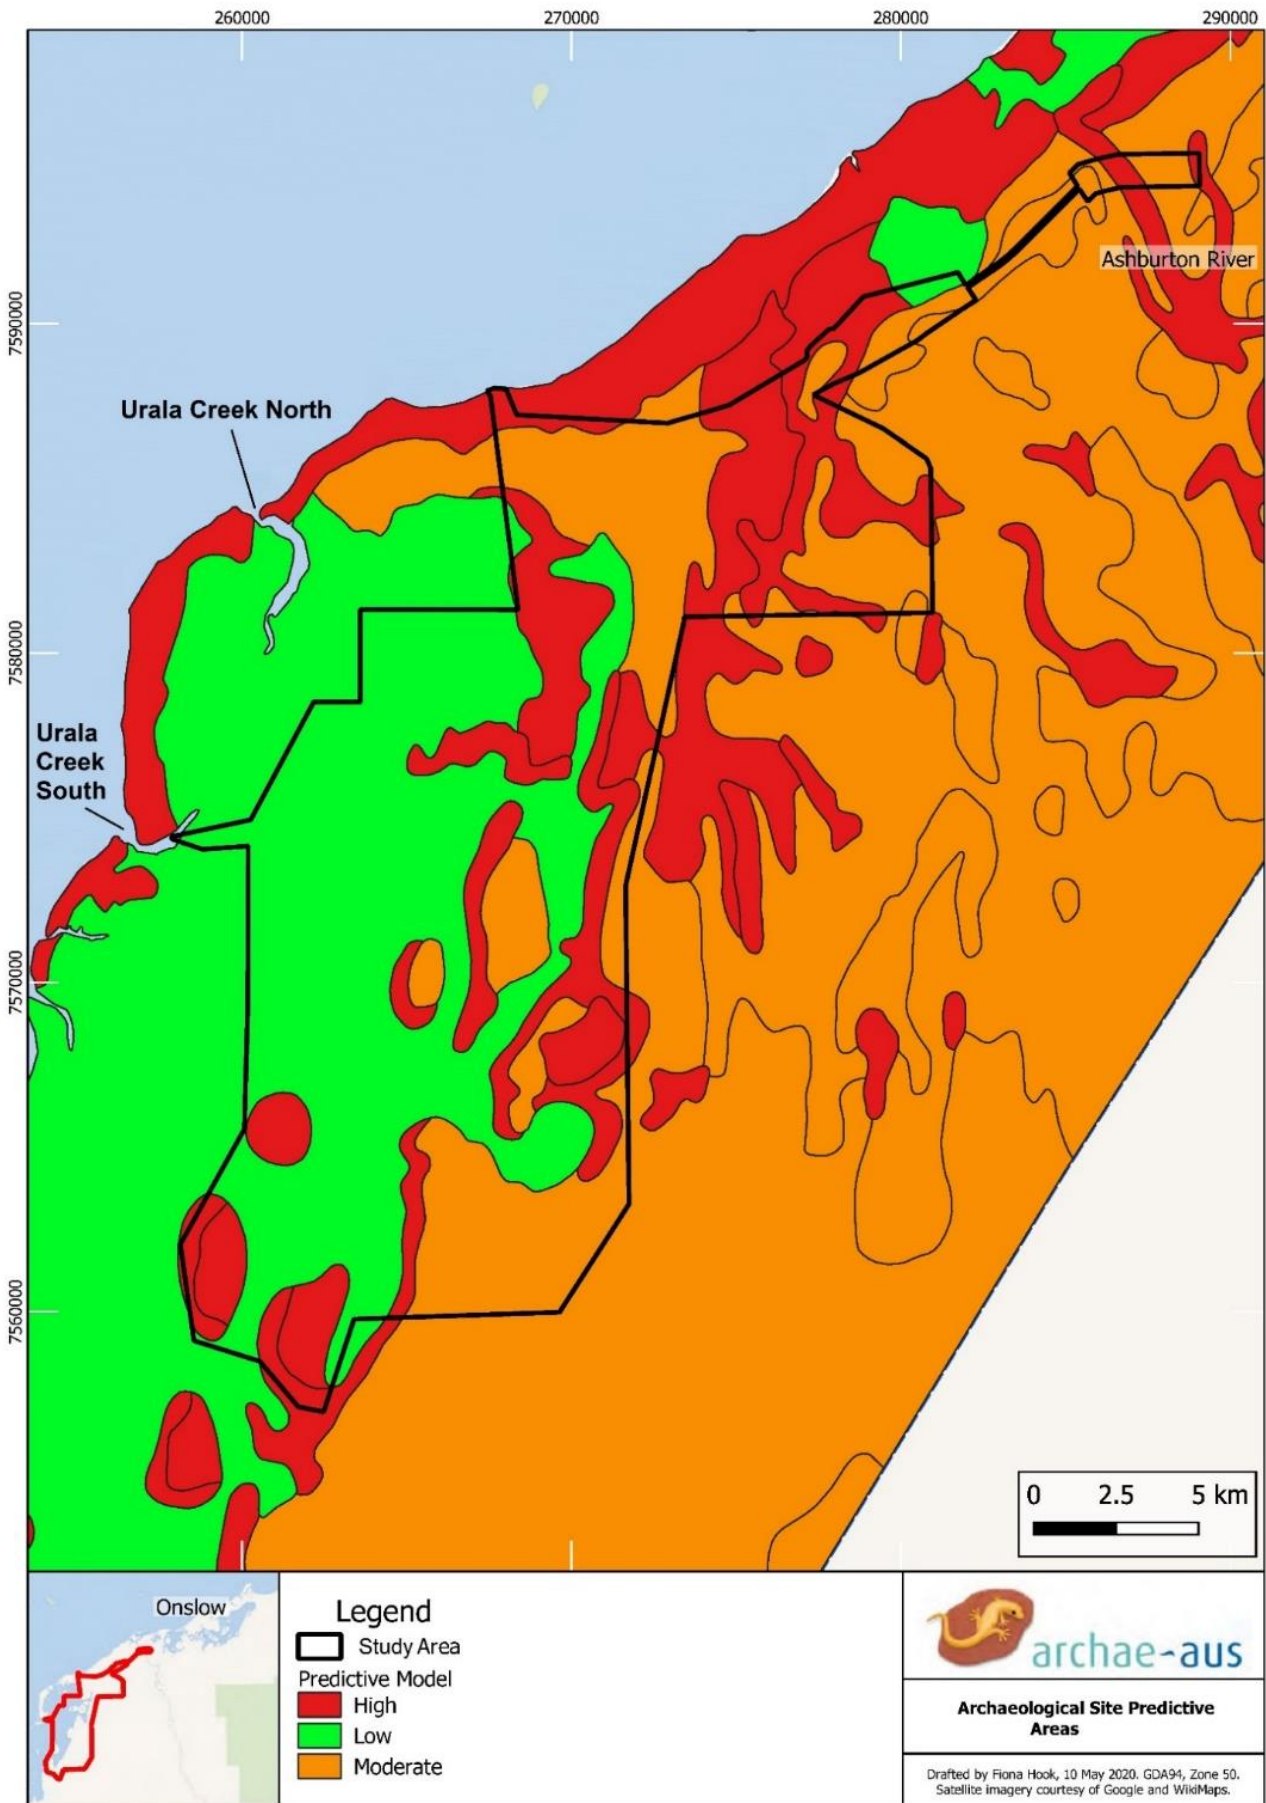 260000
270000
280000
290000
7590000
7580000
7570000
7560000
Ashburton River
Urala Creek North
Urala
Creek
South
0 2.5 5 km
Onslow
Legend
Study Area
Predictive Model
High
Low
Moderate
archae-aus
Archaeological Site Predictive
Areas
Drafted by Fiona Hook, 10 May 2020. GDA94, Zone 50.
Satellite imagery courtesy of Google and WikiMaps.